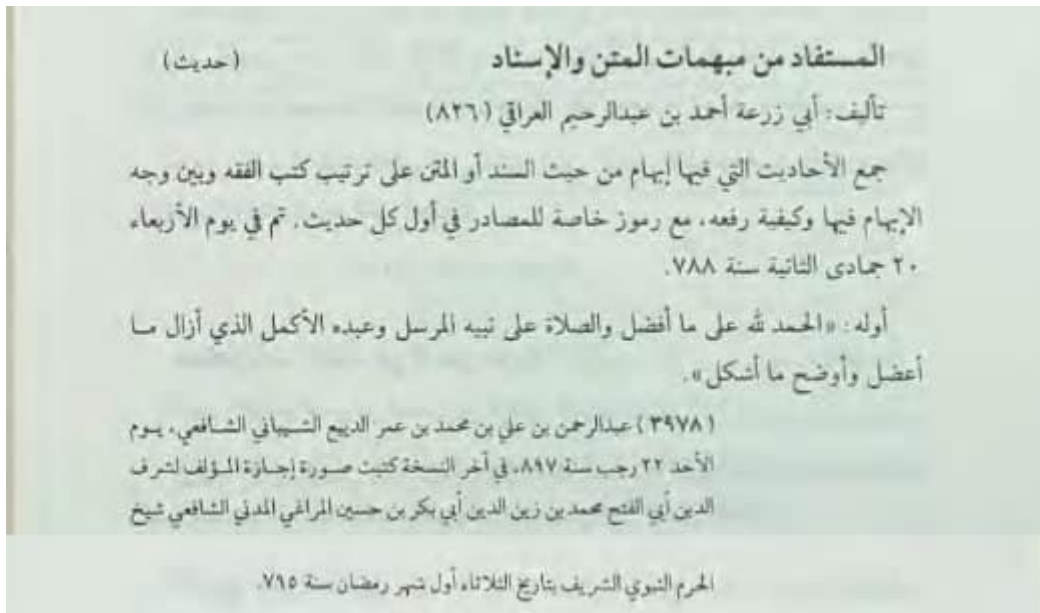 المستفاد من مبهمات المتن والإسناد (حديث)
تأليف: أبي زرعة أحمد بن عبدالرحيم العراقي (٨٢٦)
جمع الأحاديث التي فيها إبهام من حيث السند أو المتن على ترتيب كتب الفقه وبين وجه
الإبهام فيها وكيفية رفعه، مع رموز خاصة للمصادر في أول كل حديث. تم في يوم الأربعاء
٢٠ جمادى الثانية سنة ٧٨٨.
أوله: «الحمد لله على ما أفضل والصلاة على نبيه المرسل وعبده الأكمل الذي أزال ما
أعضل وأوضح ما أشكل».
(٣٩٧٨) عبدالرحمن بن علي بن محمد بن عمر الديبع الشيباني الشافعي، يوم
الأحد ٢٢ رجب سنة ٨٩٧، في آخر النسخة كتبت صورة إجازة المؤلف لشرف
الدين أبي الفتح محمد بن زين الدين أبي بكر بن حسين المراغي المدني الشافعي شيخ
الحرم النبوي الشريف بتاريخ الثلاثاء أول شهر رمضان سنة ٧٩٥.